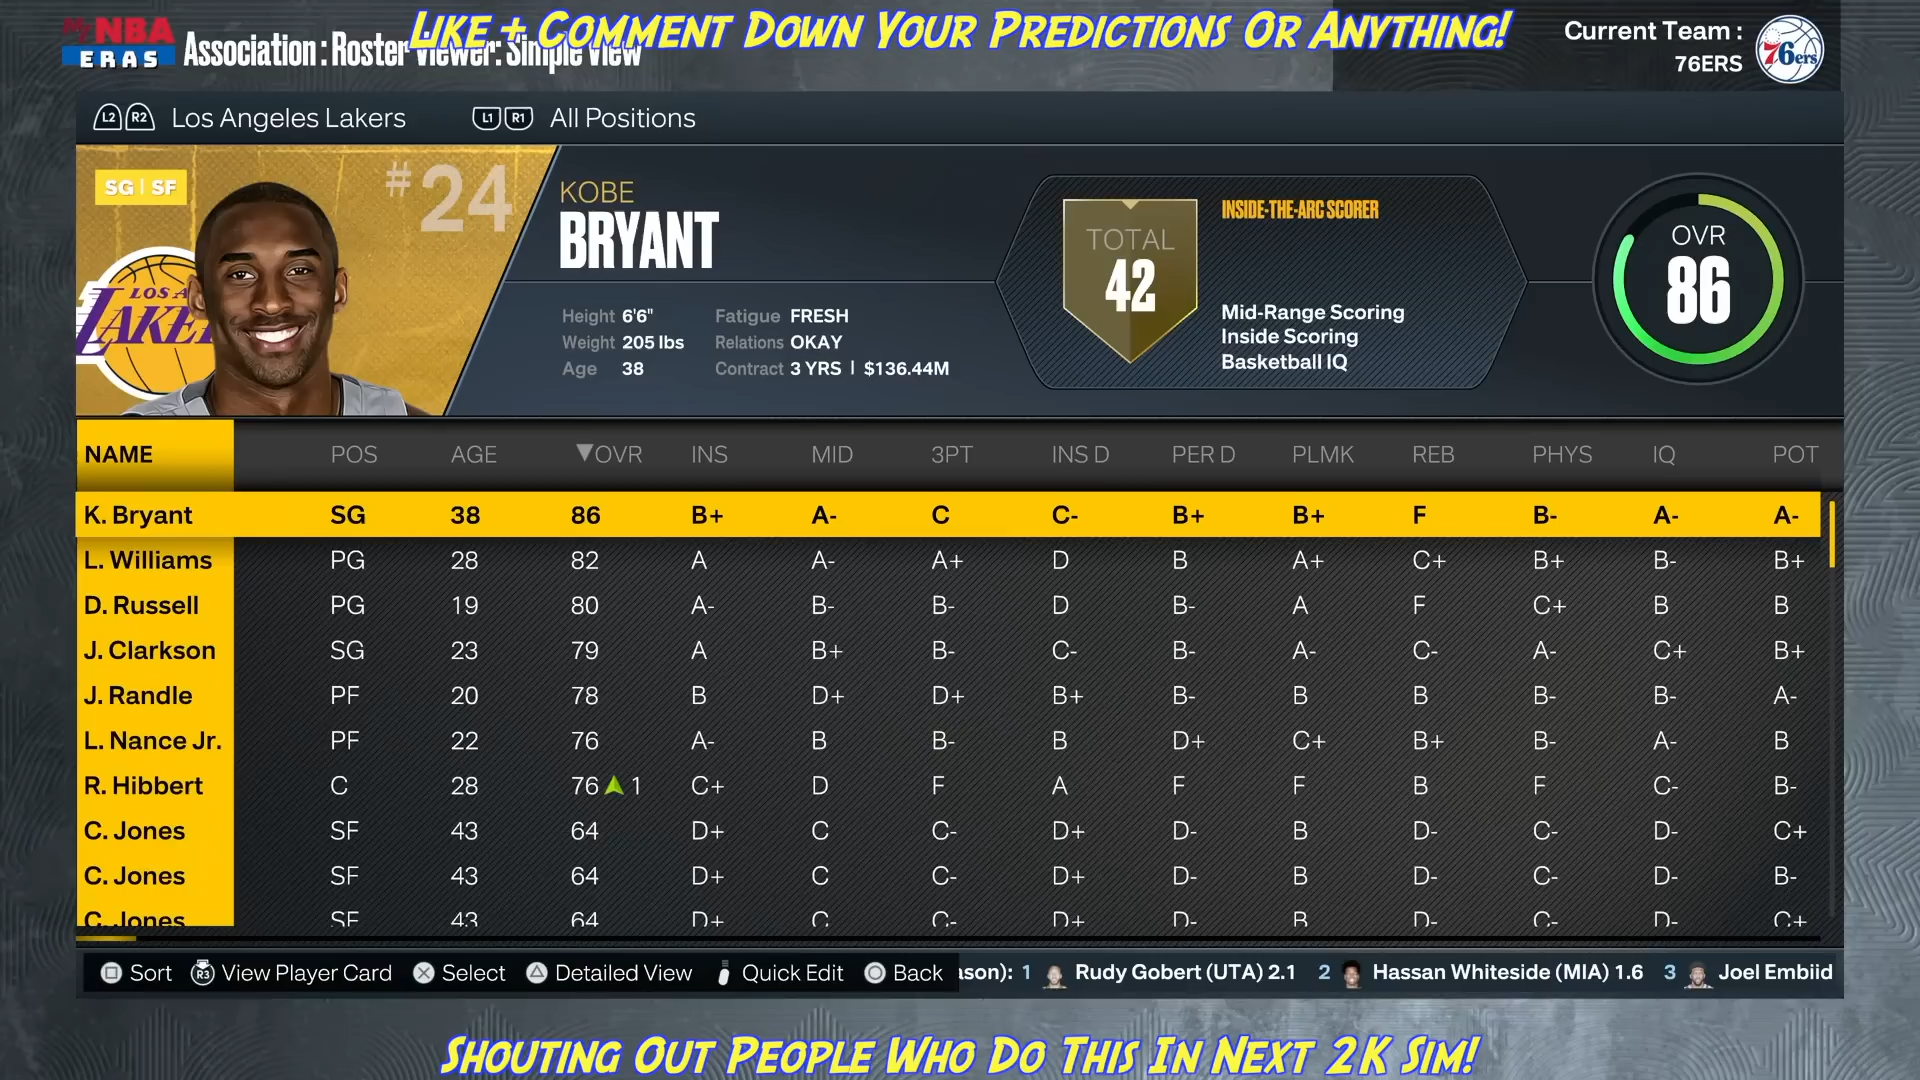 LIKE + COMMENT DOWN YOUR PREDICTIONS OR ANYTHING!
My NBA ERAS
Association : Roster Viewer: Simple View
Current Team :
76ERS
76ers
L2 R2 Los Angeles Lakers L1 R1 All Positions
SG | SF
#24
KOBE
BRYANT
Height 6'6" Fatigue FRESH
Weight 205 lbs Relations OKAY
Age 38 Contract 3 YRS | $136.44M
TOTAL
42
INSIDE-THE-ARC SCORER
Mid-Range Scoring
Inside Scoring
Basketball IQ
OVR
86
NAME POS AGE ▼OVR INS MID 3PT INS D PER D PLMK REB PHYS IQ POT
K. Bryant SG 38 86 B+ A- C C- B+ B+ F B- A- A-
L. Williams PG 28 82 A A- A+ D B A+ C+ B+ B- B+
D. Russell PG 19 80 A- B- B- D B- A F C+ B B
J. Clarkson SG 23 79 A B+ B- C- B- A- C- A- C+ B+
J. Randle PF 20 78 B D+ D+ B+ B- B B B- B- A-
L. Nance Jr. PF 22 76 A- B B- B D+ C+ B+ B- A- B
R. Hibbert C 28 76 ▲ 1 C+ D F A F F B F C- B-
C. Jones SF 43 64 D+ C C- D+ D- B D- C- D- C+
C. Jones SF 43 64 D+ C C- D+ D- B D- C- D- B-
C. Jones SF 43 64 D+ C C- D+ D- B D- C- D- C+
Sort R3 View Player Card Select Detailed View Quick Edit Back ason): 1 Rudy Gobert (UTA) 2.1 2 Hassan Whiteside (MIA) 1.6 3 Joel Embiid
SHOUTING OUT PEOPLE WHO DO THIS IN NEXT 2K SIM!